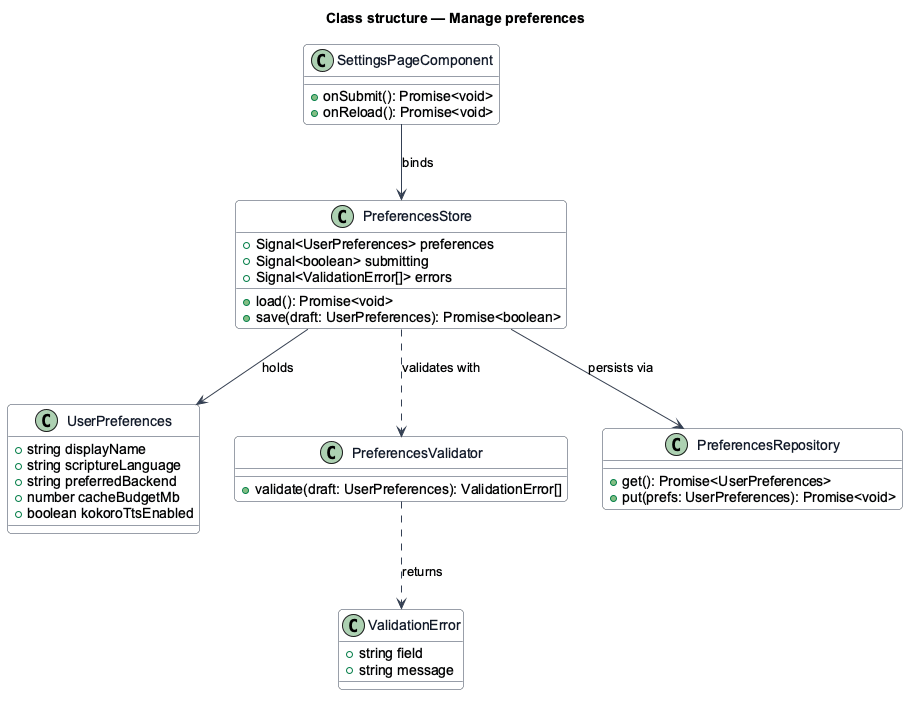 Class structure — Manage preferences
C SettingsPageComponent
onSubmit(): Promise<void>
onReload(): Promise<void>
binds
C PreferencesStore
Signal<UserPreferences> preferences
Signal<boolean> submitting
Signal<ValidationError[]> errors
load(): Promise<void>
save(draft: UserPreferences): Promise<boolean>
holds
validates with
persists via
C UserPreferences
string displayName
string scriptureLanguage
string preferredBackend
number cacheBudgetMb
boolean kokoroTtsEnabled
C PreferencesValidator
validate(draft: UserPreferences): ValidationError[]
C PreferencesRepository
get(): Promise<UserPreferences>
put(prefs: UserPreferences): Promise<void>
returns
C ValidationError
string field
string message